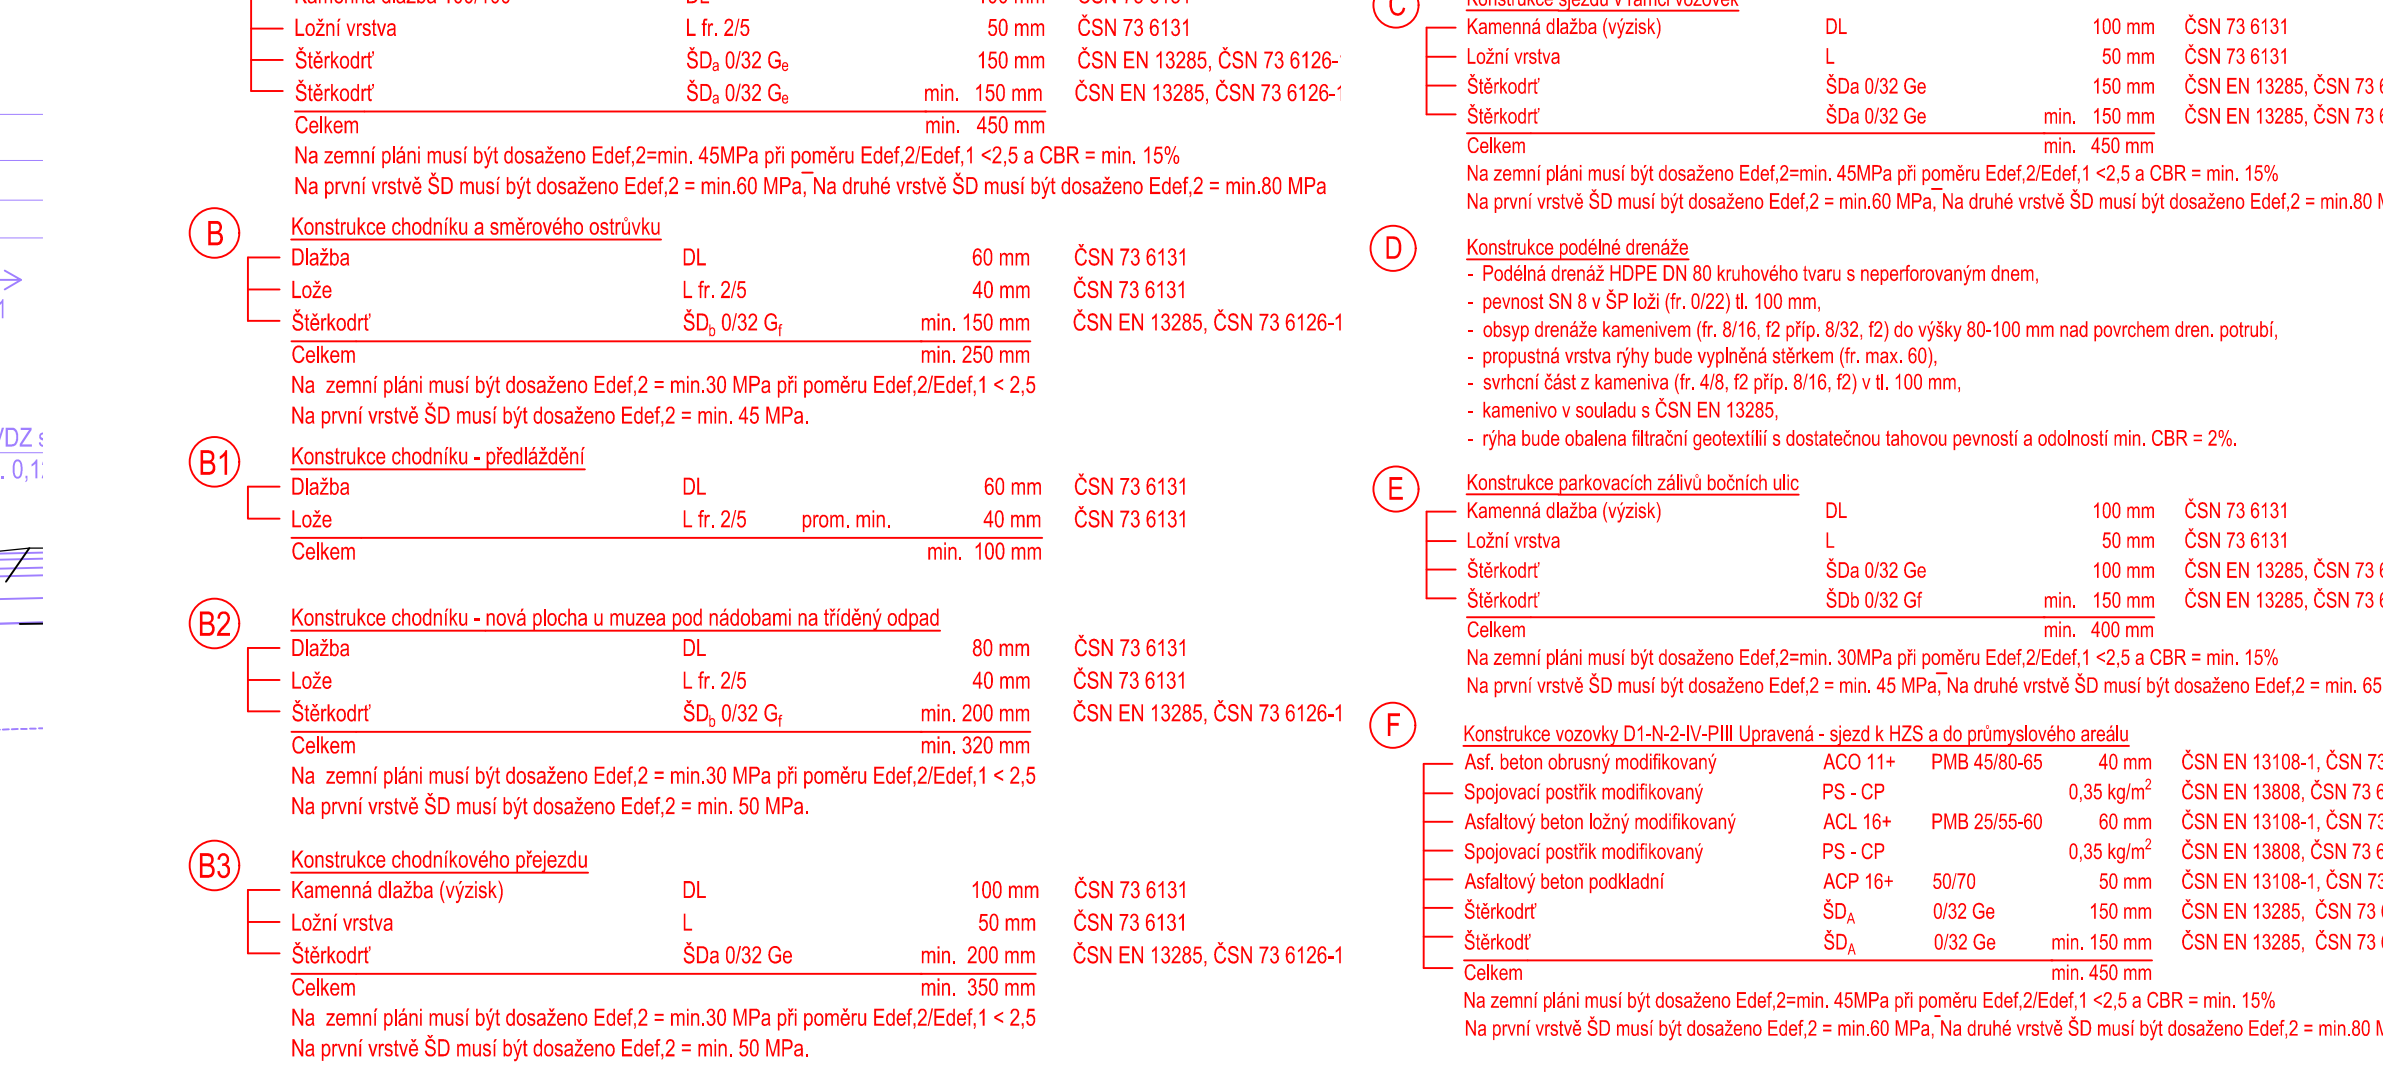 Ložní vrstva L fr. 2/5 50 mm ČSN 73 6131
Štěrkodrť ŠDa 0/32 Ge 150 mm ČSN EN 13285, ČSN 73 6126-
Štěrkodrť ŠDa 0/32 Ge min. 150 mm ČSN EN 13285, ČSN 73 6126-1
Celkem min. 450 mm
Na zemní pláni musí být dosaženo Edef,2=min. 45MPa při poměru Edef,2/Edef,1 <2,5 a CBR = min. 15%
Na první vrstvě ŠD musí být dosaženo Edef,2 = min.60 MPa, Na druhé vrstvě ŠD musí být dosaženo Edef,2 = min.80 MPa
B
Konstrukce chodníku a směrového ostrůvku
Dlažba DL 60 mm ČSN 73 6131
Lože L fr. 2/5 40 mm ČSN 73 6131
Štěrkodrť ŠDb 0/32 Gf min. 150 mm ČSN EN 13285, ČSN 73 6126-1
Celkem min. 250 mm
Na zemní pláni musí být dosaženo Edef,2 = min.30 MPa při poměru Edef,2/Edef,1 < 2,5
Na první vrstvě ŠD musí být dosaženo Edef,2 = min. 45 MPa.
B1
Konstrukce chodníku - předláždění
Dlažba DL 60 mm ČSN 73 6131
Lože L fr. 2/5 prom. min. 40 mm ČSN 73 6131
Celkem min. 100 mm
B2
Konstrukce chodníku - nová plocha u muzea pod nádobami na tříděný odpad
Dlažba DL 80 mm ČSN 73 6131
Lože L fr. 2/5 40 mm ČSN 73 6131
Štěrkodrť ŠDb 0/32 Gf min. 200 mm ČSN EN 13285, ČSN 73 6126-1
Celkem min. 320 mm
Na zemní pláni musí být dosaženo Edef,2 = min.30 MPa při poměru Edef,2/Edef,1 < 2,5
Na první vrstvě ŠD musí být dosaženo Edef,2 = min. 50 MPa.
B3
Konstrukce chodníkového přejezdu
Kamenná dlažba (výzisk) DL 100 mm ČSN 73 6131
Ložní vrstva L 50 mm ČSN 73 6131
Štěrkodrť ŠDa 0/32 Ge min. 200 mm ČSN EN 13285, ČSN 73 6126-1
Celkem min. 350 mm
Na zemní pláni musí být dosaženo Edef,2 = min.30 MPa při poměru Edef,2/Edef,1 < 2,5
Na první vrstvě ŠD musí být dosaženo Edef,2 = min. 50 MPa.
C
Konstrukce sjezdu v rámci vozovek
Kamenná dlažba (výzisk) DL 100 mm ČSN 73 6131
Ložní vrstva L 50 mm ČSN 73 6131
Štěrkodrť ŠDa 0/32 Ge 150 mm ČSN EN 13285, ČSN 73
Štěrkodrť ŠDa 0/32 Ge min. 150 mm ČSN EN 13285, ČSN 73
Celkem min. 450 mm
Na zemní pláni musí být dosaženo Edef,2=min. 45MPa při poměru Edef,2/Edef,1 <2,5 a CBR = min. 15%
Na první vrstvě ŠD musí být dosaženo Edef,2 = min.60 MPa, Na druhé vrstvě ŠD musí být dosaženo Edef,2 = min.80
D
Konstrukce podélné drenáže
- Podélná drenáž HDPE DN 80 kruhového tvaru s neperforovaným dnem,
- pevnost SN 8 v ŠP loži (fr. 0/22) tl. 100 mm,
- obsyp drenáže kamenivem (fr. 8/16, f2 příp. 8/32, f2) do výšky 80-100 mm nad povrchem dren. potrubí,
- propustná vrstva rýhy bude vyplněná stěrkem (fr. max. 60),
- svrhcní část z kameniva (fr. 4/8, f2 příp. 8/16, f2) v tl. 100 mm,
- kamenivo v souladu s ČSN EN 13285,
- rýha bude obalena filtrační geotextílií s dostatečnou tahovou pevností a odolností min. CBR = 2%.
E
Konstrukce parkovacích zálivů bočních ulic
Kamenná dlažba (výzisk) DL 100 mm ČSN 73 6131
Ložní vrstva L 50 mm ČSN 73 6131
Štěrkodrť ŠDa 0/32 Ge 100 mm ČSN EN 13285, ČSN 73
Štěrkodrť ŠDb 0/32 Gf min. 150 mm ČSN EN 13285, ČSN 73
Celkem min. 400 mm
Na zemní pláni musí být dosaženo Edef,2=min. 30MPa při poměru Edef,2/Edef,1 <2,5 a CBR = min. 15%
Na první vrstvě ŠD musí být dosaženo Edef,2 = min. 45 MPa, Na druhé vrstvě ŠD musí být dosaženo Edef,2 = min. 65
F
Konstrukce vozovky D1-N-2-IV-PIII Upravená - sjezd k HZS a do průmyslového areálu
Asf. beton obrusný modifikovaný ACO 11+ PMB 45/80-65 40 mm ČSN EN 13108-1, ČSN 73
Spojovací postřik modifikovaný PS - CP 0,35 kg/m2 ČSN EN 13808, ČSN 73
Asfaltový beton ložný modifikovaný ACL 16+ PMB 25/55-60 60 mm ČSN EN 13108-1, ČSN 73
Spojovací postřik modifikovaný PS - CP 0,35 kg/m2 ČSN EN 13808, ČSN 73
Asfaltový beton podkladní ACP 16+ 50/70 50 mm ČSN EN 13108-1, ČSN 73
Štěrkodrť ŠDA 0/32 Ge 150 mm ČSN EN 13285, ČSN 73
Štěrkodť ŠDA 0/32 Ge min. 150 mm ČSN EN 13285, ČSN 73
Celkem min. 450 mm
Na zemní pláni musí být dosaženo Edef,2=min. 45MPa při poměru Edef,2/Edef,1 <2,5 a CBR = min. 15%
Na první vrstvě ŠD musí být dosaženo Edef,2 = min.60 MPa, Na druhé vrstvě ŠD musí být dosaženo Edef,2 = min.80